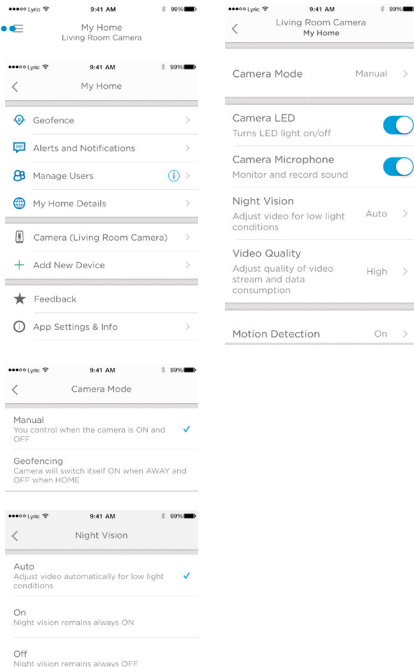 Lyric 9:41 AM 99%
My Home
Living Room Camera
Lyric 9:41 AM 99%
My Home
Geofence
Alerts and Notifications
Manage Users
My Home Details
Camera (Living Room Camera)
Add New Device
Feedback
App Settings & Info
Lyric 9:41 AM 99%
Camera Mode
Manual
You control when the camera is ON and
OFF
Geofencing
Camera will switch itself ON when AWAY and
OFF when HOME
Lyric 9:41 AM 99%
Night Vision
Auto
Adjust video automatically for low light
conditions
On
Night vision remains always ON
Off
Night vision remains always OFF
Lyric 9:41 AM 99%
Living Room Camera
My Home
Camera Mode Manual
Camera LED
Turns LED light on/off
Camera Microphone
Monitor and record sound
Night Vision
Adjust video for low light Auto
conditions
Video Quality
Adjust quality of video
stream and data High
consumption
Motion Detection On